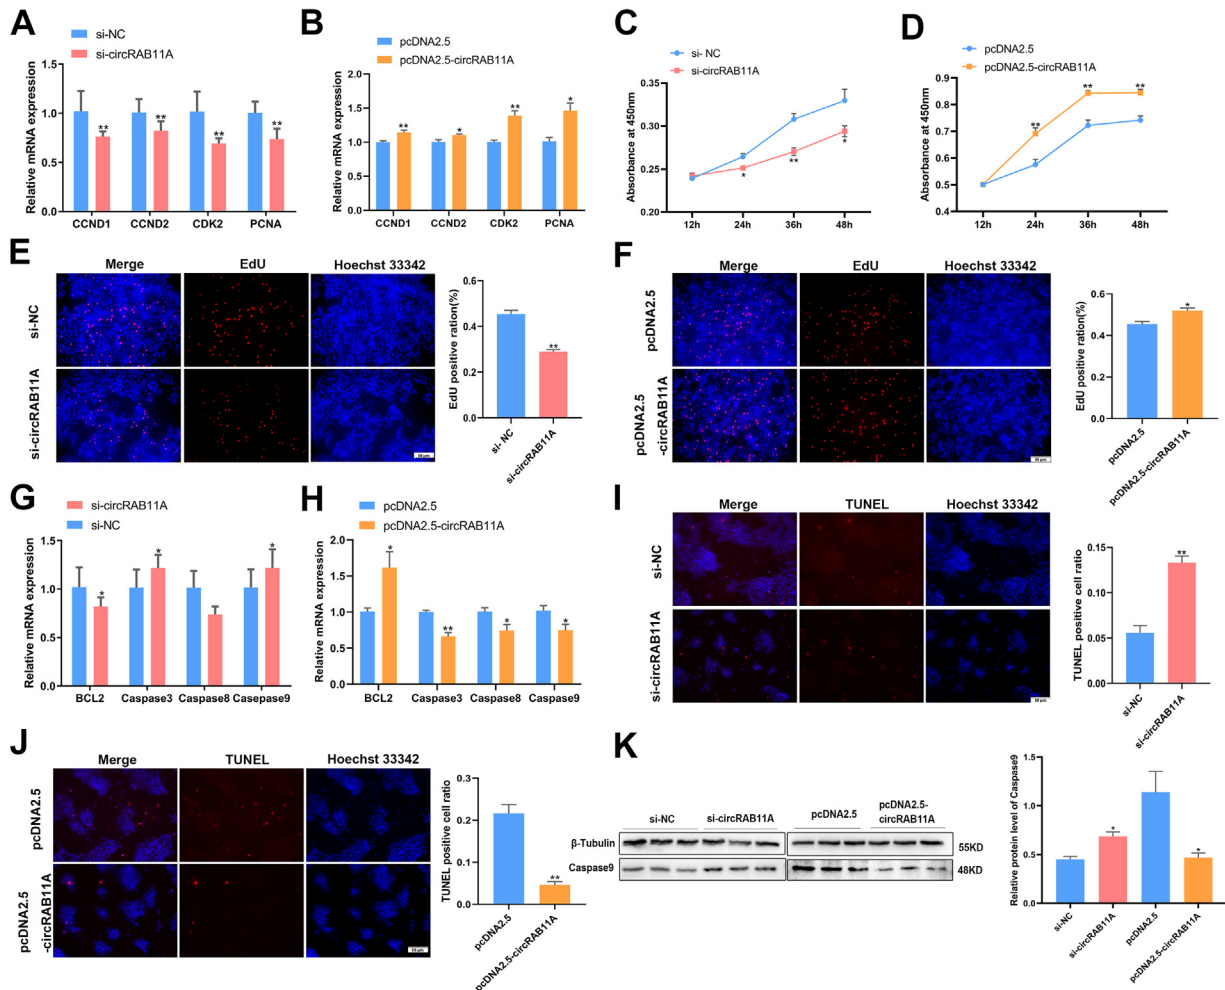 A
si-NC
si-circRAB11A
Relative mRNA expression
1.5
1.0
0.5
0.0
CCND1 CCND2 CDK2 PCNA
** ** ** **
B
pcDNA2.5
pcDNA2.5-circRAB11A
Relative mRNA expression
2.0
1.5
1.0
0.5
0.0
CCND1 CCND2 CDK2 PCNA
** * ** *
C
si- NC
si-circRAB11A
Absorbance at 450nm
0.35
0.30
0.25
0.20
12h 24h 36h 48h
* ** *
D
pcDNA2.5
pcDNA2.5-circRAB11A
Absorbance at 450nm
0.9
0.8
0.7
0.6
0.5
0.4
12h 24h 36h 48h
** ** **
E
Merge EdU Hoechst 33342
si-NC
si-circRAB11A
50 μm
EdU positive ration(%)
0.6
0.4
0.2
0.0
**
si- NC
si-circRAB11A
F
Merge EdU Hoechst 33342
pcDNA2.5
pcDNA2.5
-circRAB11A
50 μm
EdU positive ration(%)
0.6
0.4
0.2
0.0
*
pcDNA2.5
pcDNA2.5-circRAB11A
G
si-circRAB11A
si-NC
Relative mRNA expression
1.5
1.0
0.5
0.0
BCL2 Caspase3 Caspase8 Casepase9
* * *
H
pcDNA2.5
pcDNA2.5-circRAB11A
Relative mRNA expression
2.0
1.5
1.0
0.5
0.0
BCL2 Caspase3 Caspase8 Caspase9
* ** * *
I
Merge TUNEL Hoechst 33342
si-NC
si-circRAB11A
50 μm
TUNEL positive cell ratio
0.15
0.10
0.05
0.00
**
si-NC
si-circRAB11A
J
Merge TUNEL Hoechst 33342
pcDNA2.5
pcDNA2.5
-circRAB11A
50 μm
TUNEL positive cell ratio
0.3
0.2
0.1
0.0
**
pcDNA2.5
pcDNA2.5-circRAB11A
K
si-NC si-circRAB11A pcDNA2.5 pcDNA2.5-
circRAB11A
β-Tubulin 55KD
Caspase9 48KD
Relative protein level of Caspase9
1.5
1.0
0.5
0.0
* *
si-NC
si-circRAB11A
pcDNA2.5
pcDNA2.5-circRAB11A